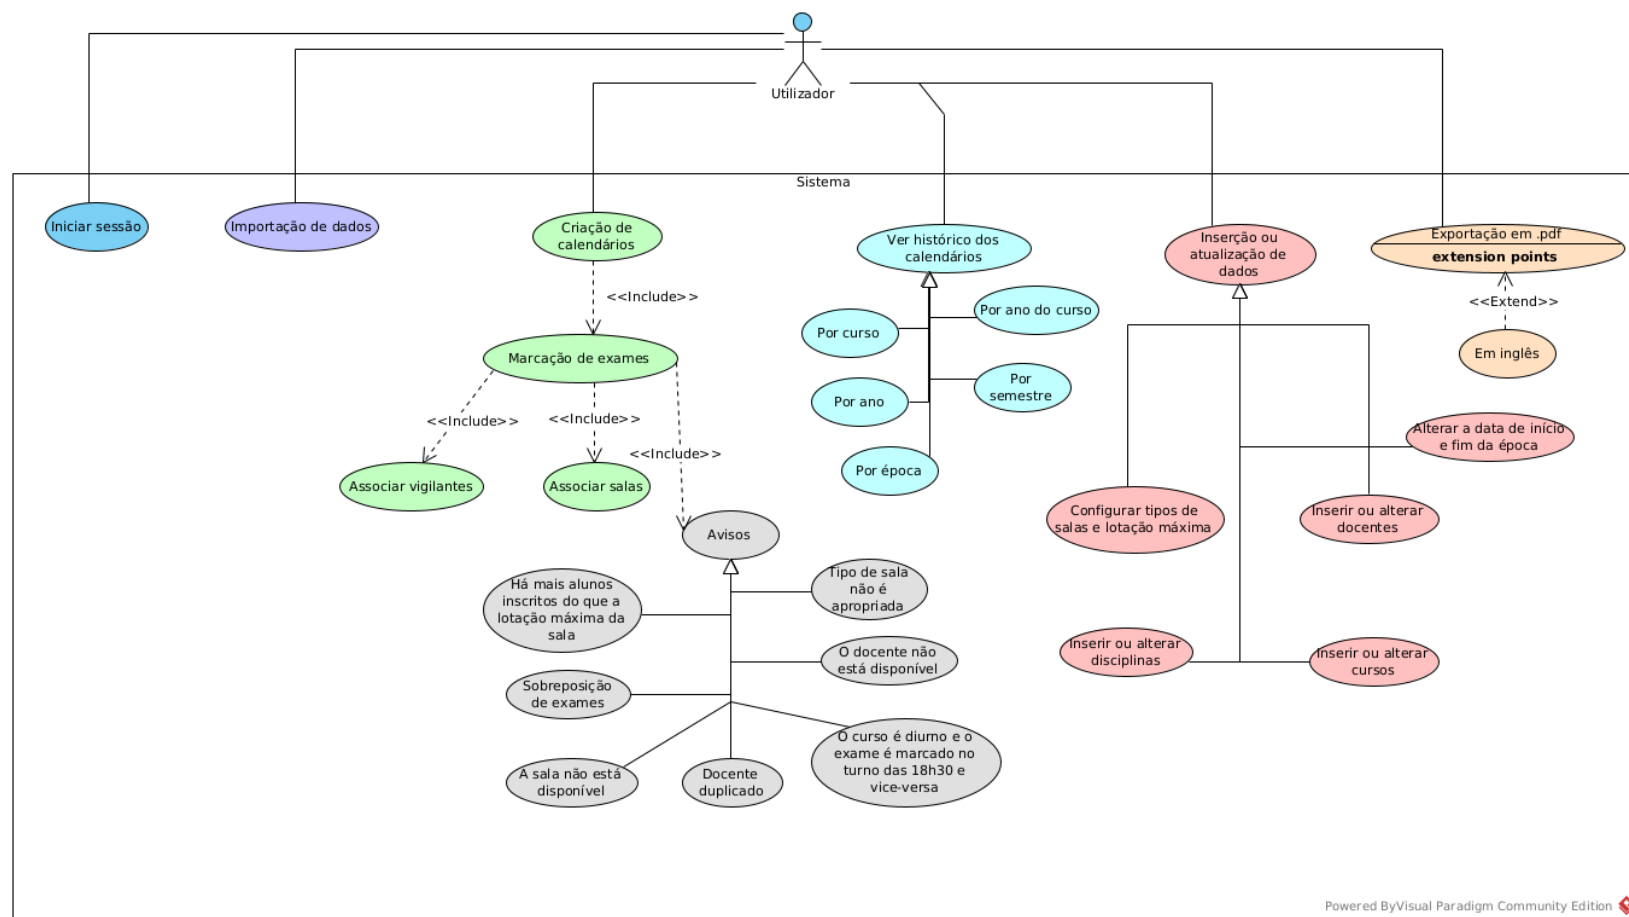 Utilizador
Sistema
Iniciar sessão
Importação de dados
Criação de
calendários
Ver histórico dos
calendários
Inserção ou
atualização de
dados
Exportação em .pdf
extension points
<<Include>>
<<Extend>>
Por curso
Por ano do curso
Em inglês
Marcação de exames
Por ano
Por
semestre
<<Include>>
<<Include>>
<<Include>>
Alterar a data de início
e fim da época
Associar vigilantes
Associar salas
Por época
Configurar tipos de
salas e lotação máxima
Inserir ou alterar
docentes
Avisos
Há mais alunos
inscritos do que a
lotação máxima da
sala
Tipo de sala
não é
apropriada
O docente não
está disponível
Inserir ou alterar
disciplinas
Inserir ou alterar
cursos
Sobreposição
de exames
A sala não está
disponível
Docente
duplicado
O curso é diurno e o
exame é marcado no
turno das 18h30 e
vice-versa
Powered ByVisual Paradigm Community Edition